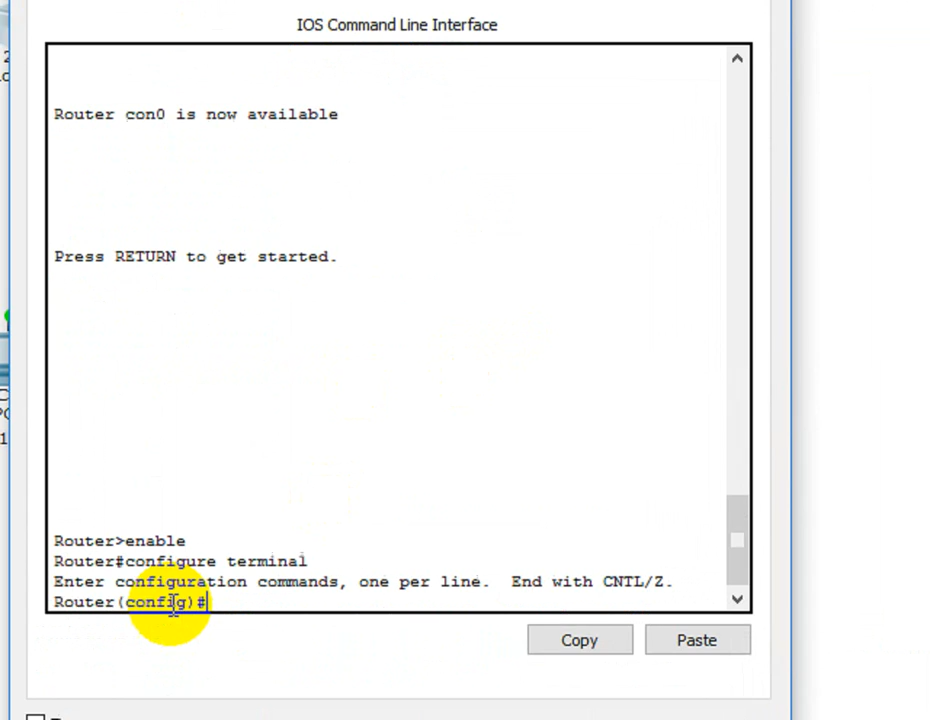 IOS Command Line Interface
Router con0 is now available
Press RETURN to get started.
Router>enable
Router#configure terminal
Enter configuration commands, one per line.  End with CNTL/Z.
Router(config)#
Copy
Paste